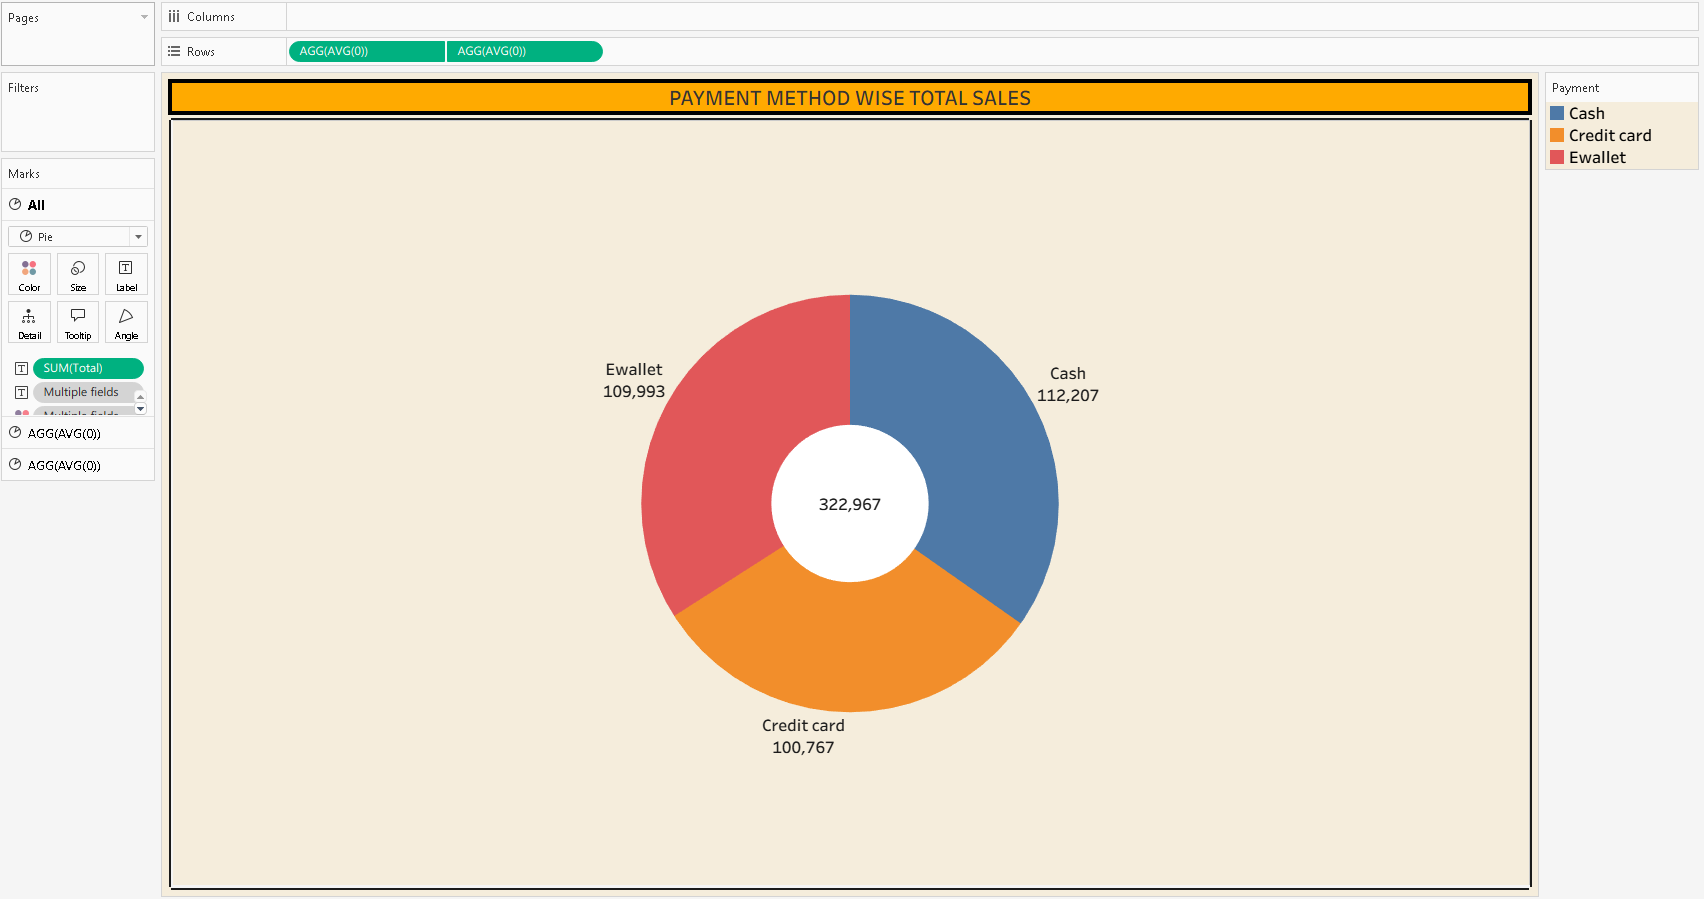 Pages
Columns
Rows
AGG(AVG(0))
AGG(AVG(0))
Filters
Marks
All
Pie
Color
Size
Label
Detail
Tooltip
Angle
SUM(Total)
Multiple fields
Multiple fields
AGG(AVG(0))
AGG(AVG(0))
PAYMENT METHOD WISE TOTAL SALES
Ewallet
109,993
Cash
112,207
322,967
Credit card
100,767
Payment
Cash
Credit card
Ewallet